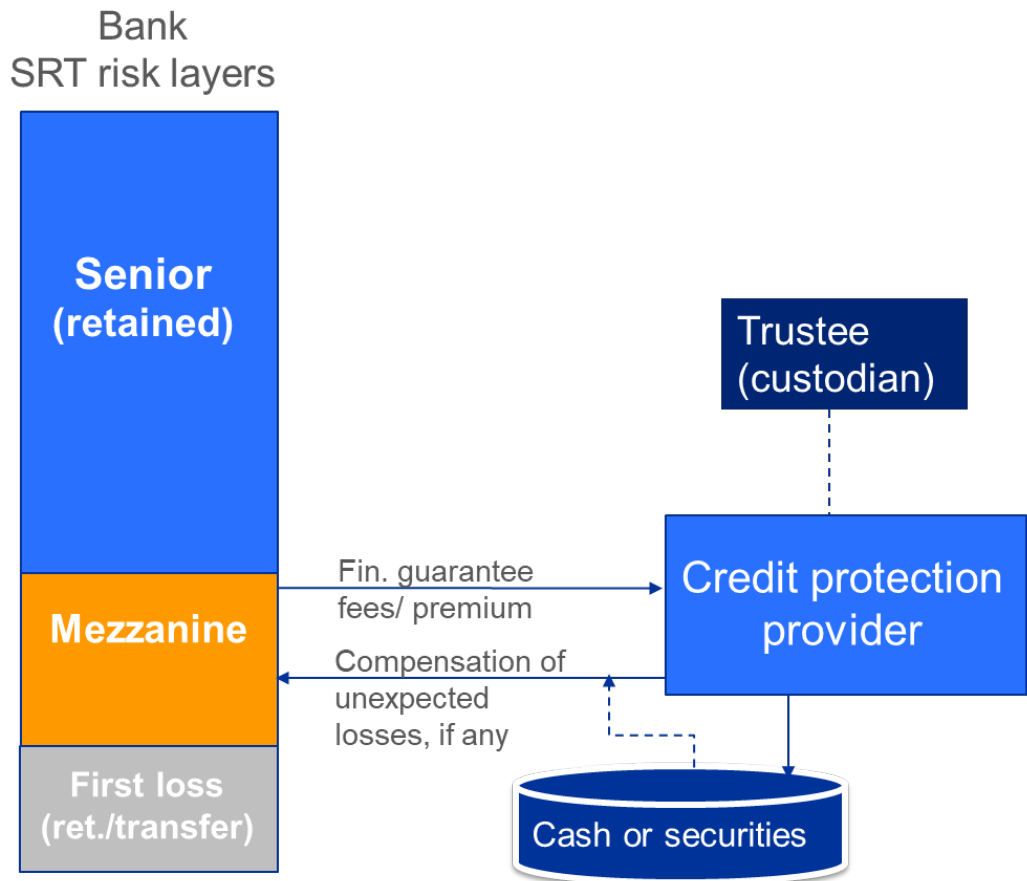 Bank
SRT risk layers
Senior
(retained)
Trustee
(custodian)
Fin. guarantee
fees/ premium
Credit protection
provider
Mezzanine
Compensation of
unexpected
losses, if any
First loss
(ret./transfer)
Cash or securities